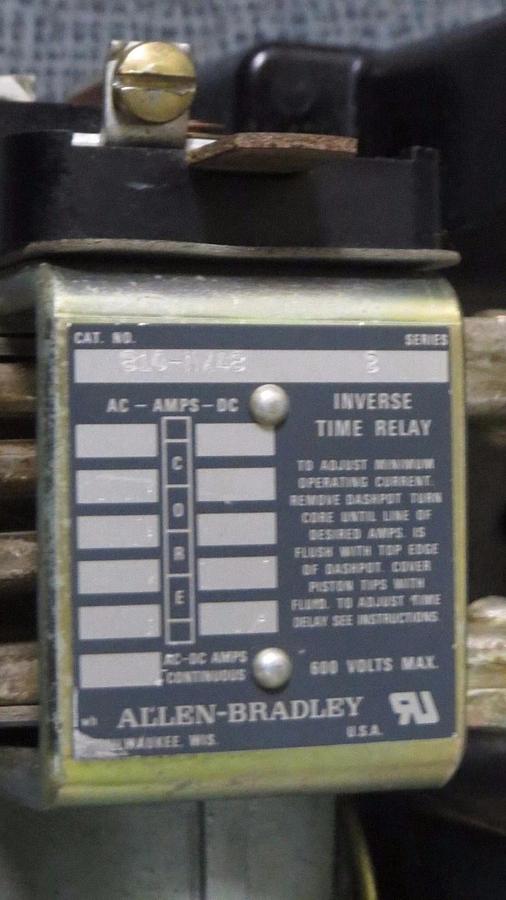 CAT. NO. SERIES
AC - AMPS - DC
INVERSE
TIME RELAY
C
O
R
E
TO ADJUST MINIMUM
OPERATING CURRENT.
REMOVE DASHPOT TURN
CORE UNTIL LINE OF
DESIRED AMPS. IS
FLUSH WITH TOP EDGE
OF DASHPOT. COVER
PISTON TIPS WITH
FLUID. TO ADJUST TIME
DELAY SEE INSTRUCTIONS.
AC-DC AMPS
CONTINUOUS
600 VOLTS MAX.
ALLEN-BRADLEY
WIS. U.S.A.